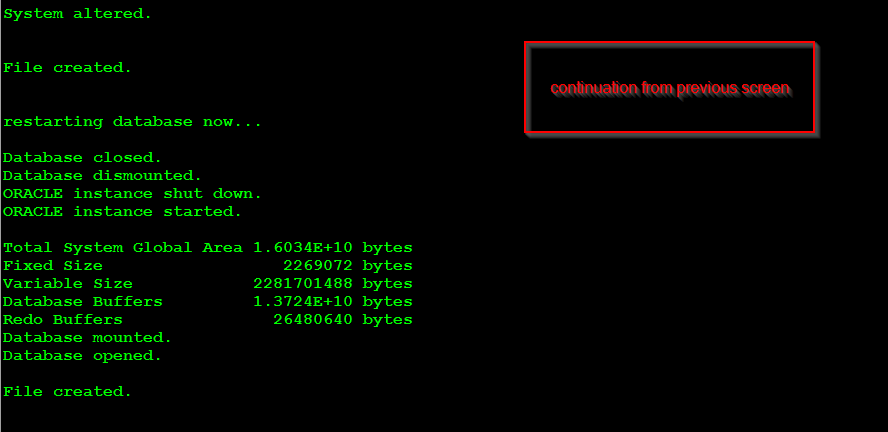 System altered.
File created.
continuation from previous screen
restarting database now...
Database closed.
Database dismounted.
ORACLE instance shut down.
ORACLE instance started.
Total System Global Area 1.6034E+10 bytes
Fixed Size                  2269072 bytes
Variable Size            2281701488 bytes
Database Buffers         1.3724E+10 bytes
Redo Buffers               26480640 bytes
Database mounted.
Database opened.
File created.